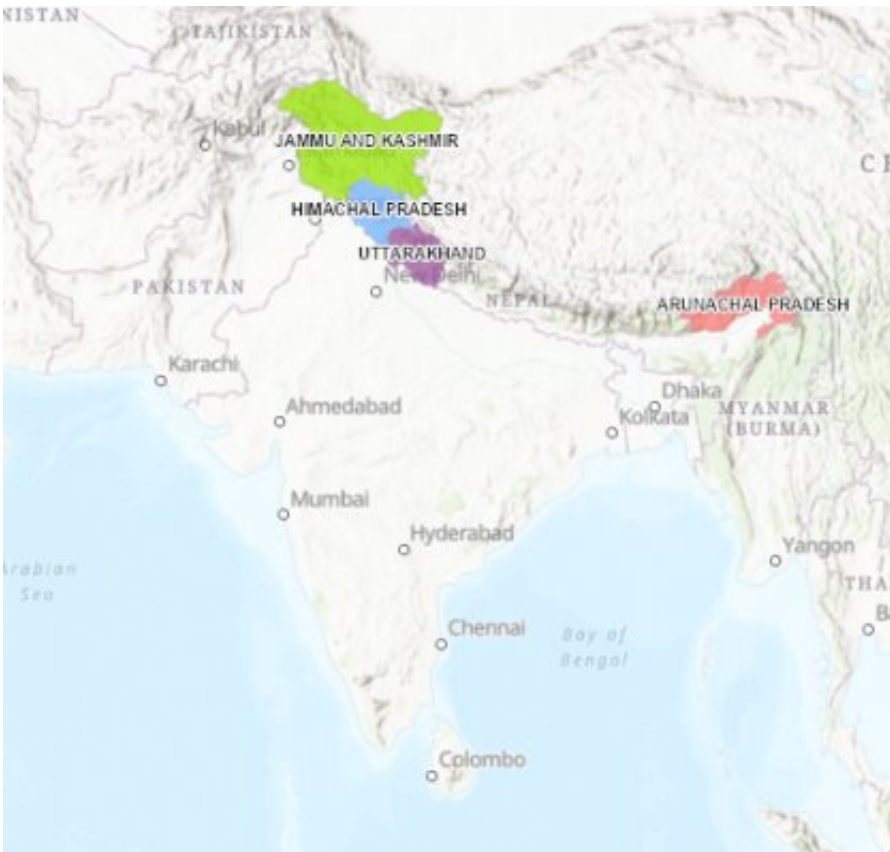 NISTAN
TAJIKISTAN
Kabul
JAMMU AND KASHMIR
HIMACHAL PRADESH
UTTARAKHAND
New Delhi
PAKISTAN
NEPAL
ARUNACHAL PRADESH
Karachi
Ahmedabad
Dhaka
Kolkata
MYANMAR
(BURMA)
Mumbai
Hyderabad
Yangon
Arabian
Sea
THA
Ba
Chennai
Bay of
Bengal
Colombo